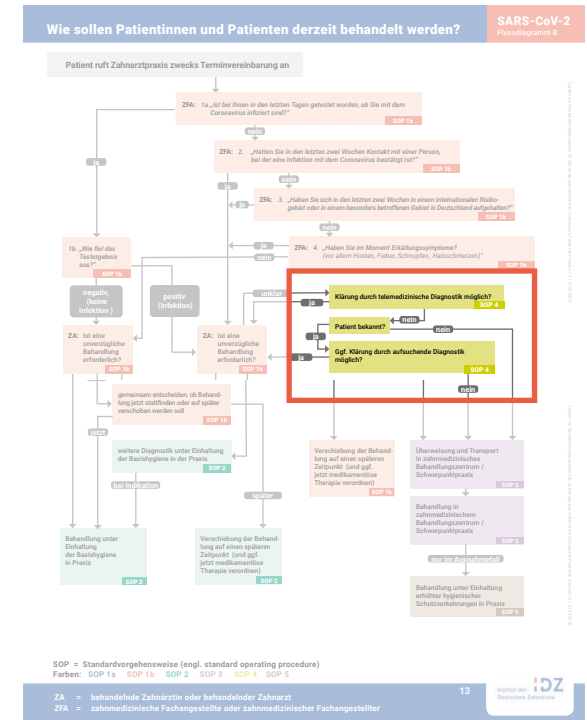 Wie sollen Patientinnen und Patienten derzeit behandelt werden?
SARS-CoV-2
Flussdiagramm B
Patient ruft Zahnarztpraxis zwecks Terminvereinbarung an
ZFA: 1a. „Ist bei Ihnen in den letzten Tagen getestet worden, ob Sie mit dem
Coronavirus infiziert sind?"
SOP 1b
nein
ja
ZFA: 2. „Hatten Sie in den letzten zwei Wochen Kontakt mit einer Person,
bei der eine Infektion mit dem Coronavirus bestätigt ist?"
SOP 1b
nein
ja
ZFA: 3. „Haben Sie sich in den letzten zwei Wochen in einem internationalen Risiko-
gebiet oder in einem besonders betroffenen Gebiet in Deutschland aufgehalten?"
SOP 1b
ja
nein
ZFA: 4. „Haben Sie im Moment Erkältungssymptome?
(vor allem Husten, Fieber, Schnupfen, Halsschmerzen)"
SOP 1b
ja
nein
1b. „Wie fiel das
Testergebnis
aus?"
SOP 1b
negativ,
(keine
Infektion )
positiv
(Infektion)
unklar
Klärung durch telemedizinische Diagnostik möglich?
SOP 4
ja
nein
Patient bekannt?
nein
ja
Ggf. Klärung durch aufsuchende Diagnostik
möglich?
SOP 4
ja
nein
ZA: Ist eine
unverzügliche
Behandlung
erforderlich?
SOP 1b
ZA: Ist eine
unverzügliche
Behandlung
erforderlich?
SOP 1b
gemeinsam entscheiden, ob Behand-
lung jetzt stattfinden oder auf später
verschoben werden soll
SOP 1b
jetzt
weitere Diagnostik unter Einhaltung
der Basishygiene in der Praxis
SOP 2
bei Indikation
später
Verschiebung der Behand-
lung auf einen späteren
Zeitpunkt (und ggf.
jetzt medikamentöse
Therapie verordnen)
SOP 1b
Überweisung und Transport
in zahnmedizinisches
Behandlungszentrum /
Schwerpunktpraxis
SOP 3
Behandlung in
zahnmedizinischem
Behandlungszentrum /
Schwerpunktpraxis
SOP 3
nur im Ausnahmefall
Behandlung unter
Einhaltung
der Basishygiene
in Praxis
SOP 2
Verschiebung der Behand-
lung auf einen späteren
Zeitpunkt (und ggf.
jetzt medikamentöse
Therapie verordnen)
SOP 2
Behandlung unter Einhaltung
erhöhter hygienischer
Schutzvorkehrungen in Praxis
SOP 5
SOP = Standardvorgehensweise (engl. standard operating procedure)
Farben: SOP 1a SOP 1b SOP 2 SOP 3 SOP 4 SOP 5
ZA = behandelnde Zahnärztin oder behandelnder Zahnarzt
ZFA = zahnmedizinische Fachangestellte oder zahnmedizinischer Fachangestellter
13
Institut der
Deutschen Zahnärzte
IDZ